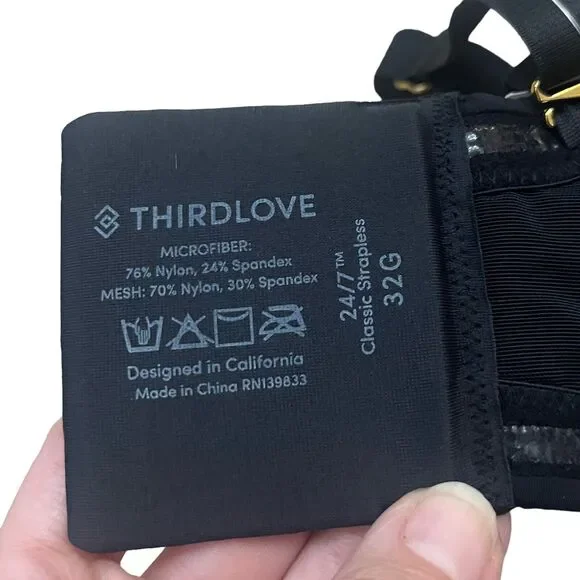 THIRDLOVE
MICROFIBER:
76% Nylon, 24% Spandex
MESH: 70% Nylon, 30% Spandex
Designed in California
Made in China RN139833
24/7™
Classic Strapless
32G